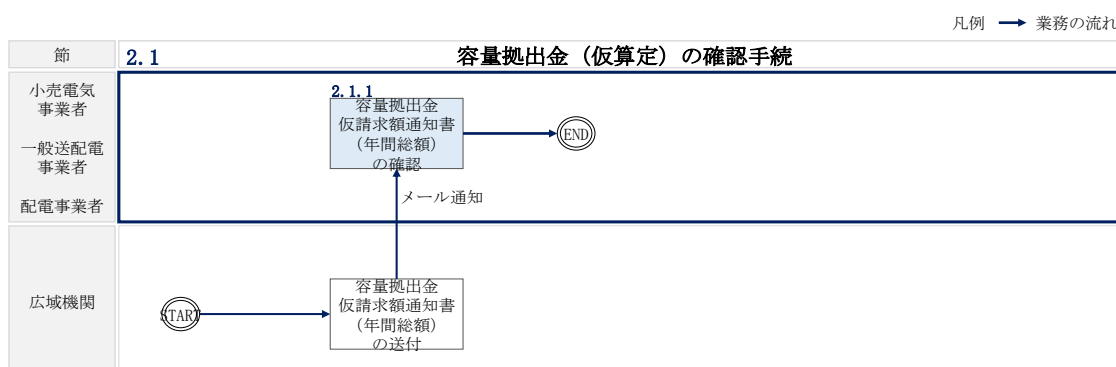 凡例 業務の流れ
節
2.1 容量拠出金（仮算定）の確認手続
小売電気
事業者
一般送配電
事業者
配電事業者
2.1.1
容量拠出金
仮請求額通知書
（年間総額）
の確認
END
メール通知
広域機関
START
容量拠出金
仮請求額通知書
（年間総額）
の送付